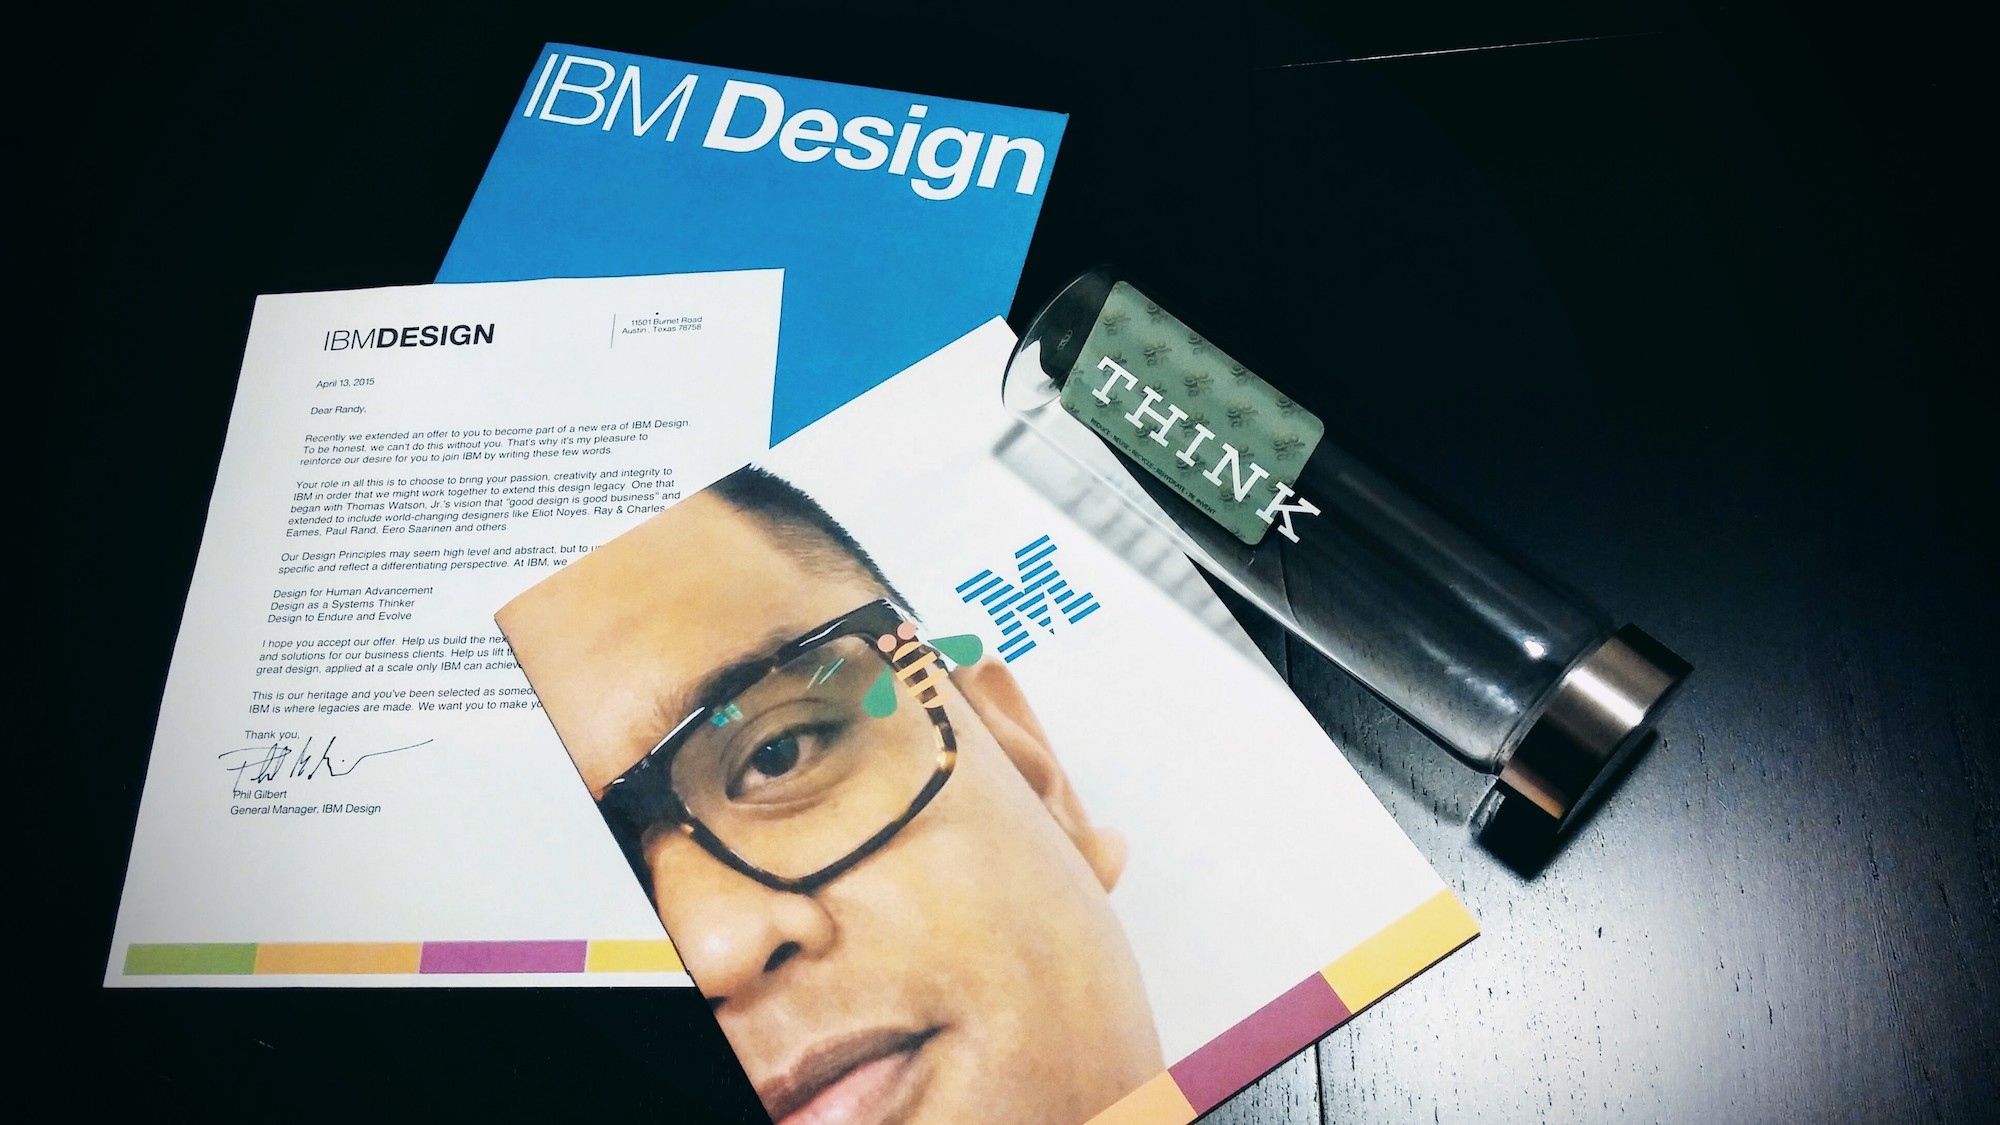 IBM Design
IBMDESIGN
11501 Burnet Road
Austin, Texas 78758
April 13, 2015
Dear Randy,
Recently we extended an offer to you to become part of a new era of IBM Design.
To be honest, we can't do this without you. That's why it's my pleasure to
reinforce our desire for you to join IBM by writing these few words.
Your role in all this is to choose to bring your passion, creativity and integrity to
IBM in order that we might work together to extend this design legacy. One that
began with Thomas Watson, Jr.'s vision that "good design is good business" and
extended to include world-changing designers like Eliot Noyes, Ray & Charles
Eames, Paul Rand, Eero Saarinen and others.
Our Design Principles may seem high level and abstract, but to
specific and reflect a differentiating perspective. At IBM, we
Design for Human Advancement
Design as a Systems Thinker
Design to Endure and Evolve
I hope you accept our offer. Help us build the
and solutions for our business clients. Help us lift
great design, applied at a scale only IBM can
This is our heritage and you've been selected as
IBM is where legacies are made. We want you to make
Thank you,
Phil Gilbert
General Manager, IBM Design
M
THINK
REDUCE • REUSE • RECYCLE • REHYDRATE • RE-INVENT